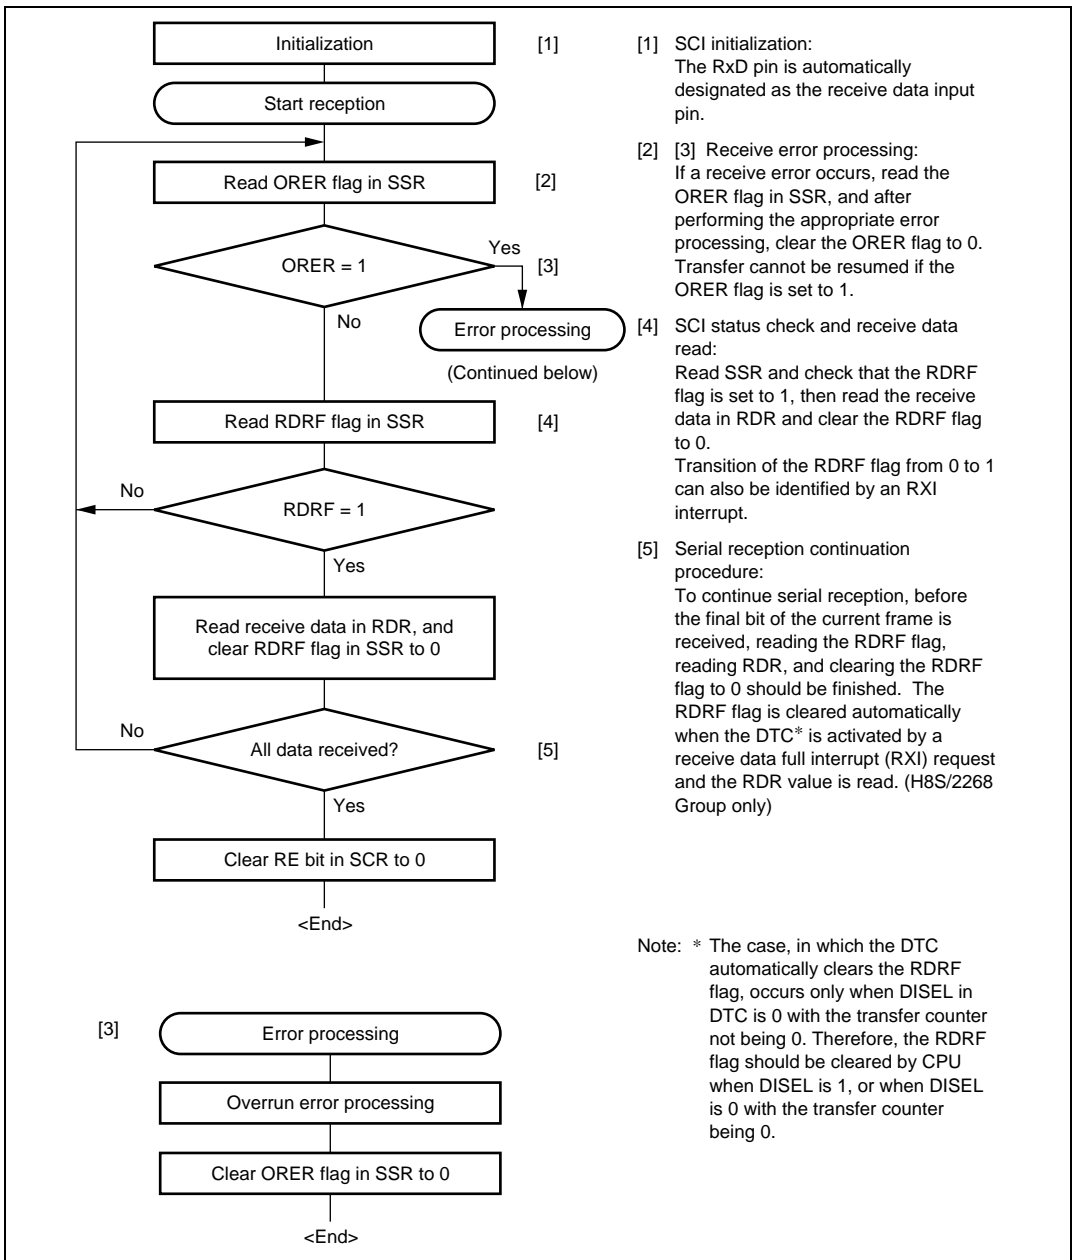 Initialization
[1]
Start reception
Read ORER flag in SSR
[2]
ORER = 1
Yes
[3]
No
Error processing
(Continued below)
Read RDRF flag in SSR
[4]
No
RDRF = 1
Yes
Read receive data in RDR, and
clear RDRF flag in SSR to 0
No
All data received?
[5]
Yes
Clear RE bit in SCR to 0
<End>
[3]
Error processing
Overrun error processing
Clear ORER flag in SSR to 0
<End>
[1] SCI initialization:
The RxD pin is automatically
designated as the receive data input
pin.
[2] [3] Receive error processing:
If a receive error occurs, read the
ORER flag in SSR, and after
performing the appropriate error
processing, clear the ORER flag to 0.
Transfer cannot be resumed if the
ORER flag is set to 1.
[4] SCI status check and receive data
read:
Read SSR and check that the RDRF
flag is set to 1, then read the receive
data in RDR and clear the RDRF flag
to 0.
Transition of the RDRF flag from 0 to 1
can also be identified by an RXI
interrupt.
[5] Serial reception continuation
procedure:
To continue serial reception, before
the final bit of the current frame is
received, reading the RDRF flag,
reading RDR, and clearing the RDRF
flag to 0 should be finished. The
RDRF flag is cleared automatically
when the DTC* is activated by a
receive data full interrupt (RXI) request
and the RDR value is read. (H8S/2268
Group only)
Note: * The case, in which the DTC
automatically clears the RDRF
flag, occurs only when DISEL in
DTC is 0 with the transfer counter
not being 0. Therefore, the RDRF
flag should be cleared by CPU
when DISEL is 1, or when DISEL
is 0 with the transfer counter
being 0.